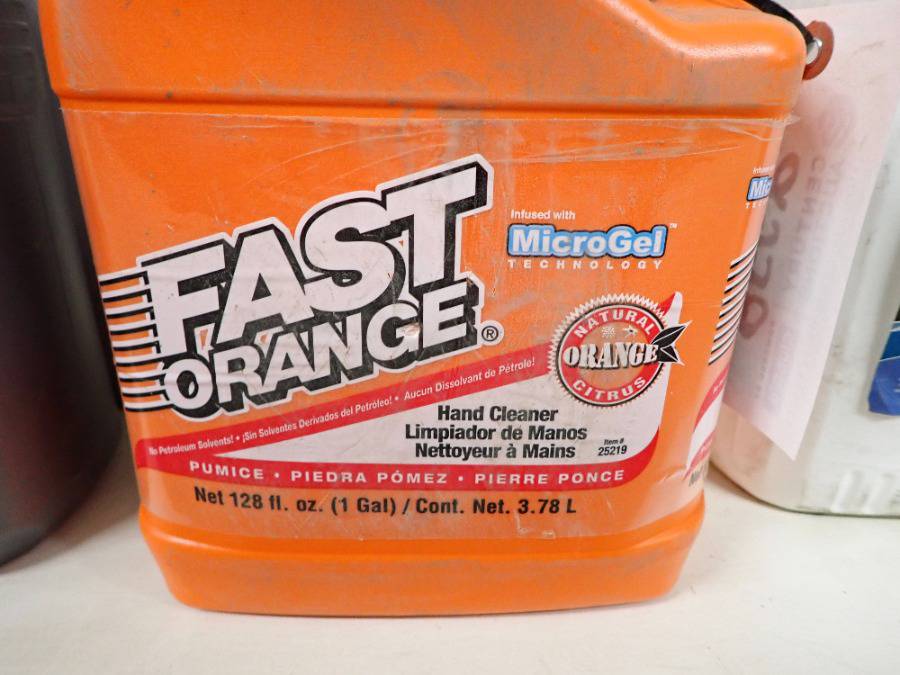 FAST
ORANGE®
Infused with
MicroGel™
TECHNOLOGY
NATURAL
ORANGE
CITRUS
No Petroleum Solvents! • ¡Sin Solventes Derivados del Petróleo! • Aucun Dissolvant de Pétrole!
Hand Cleaner
Limpiador de Manos
Nettoyeur à Mains
Item #
25219
PUMICE • PIEDRA PÓMEZ • PIERRE PONCE
Net 128 fl. oz. (1 Gal) / Cont. Net. 3.78 L